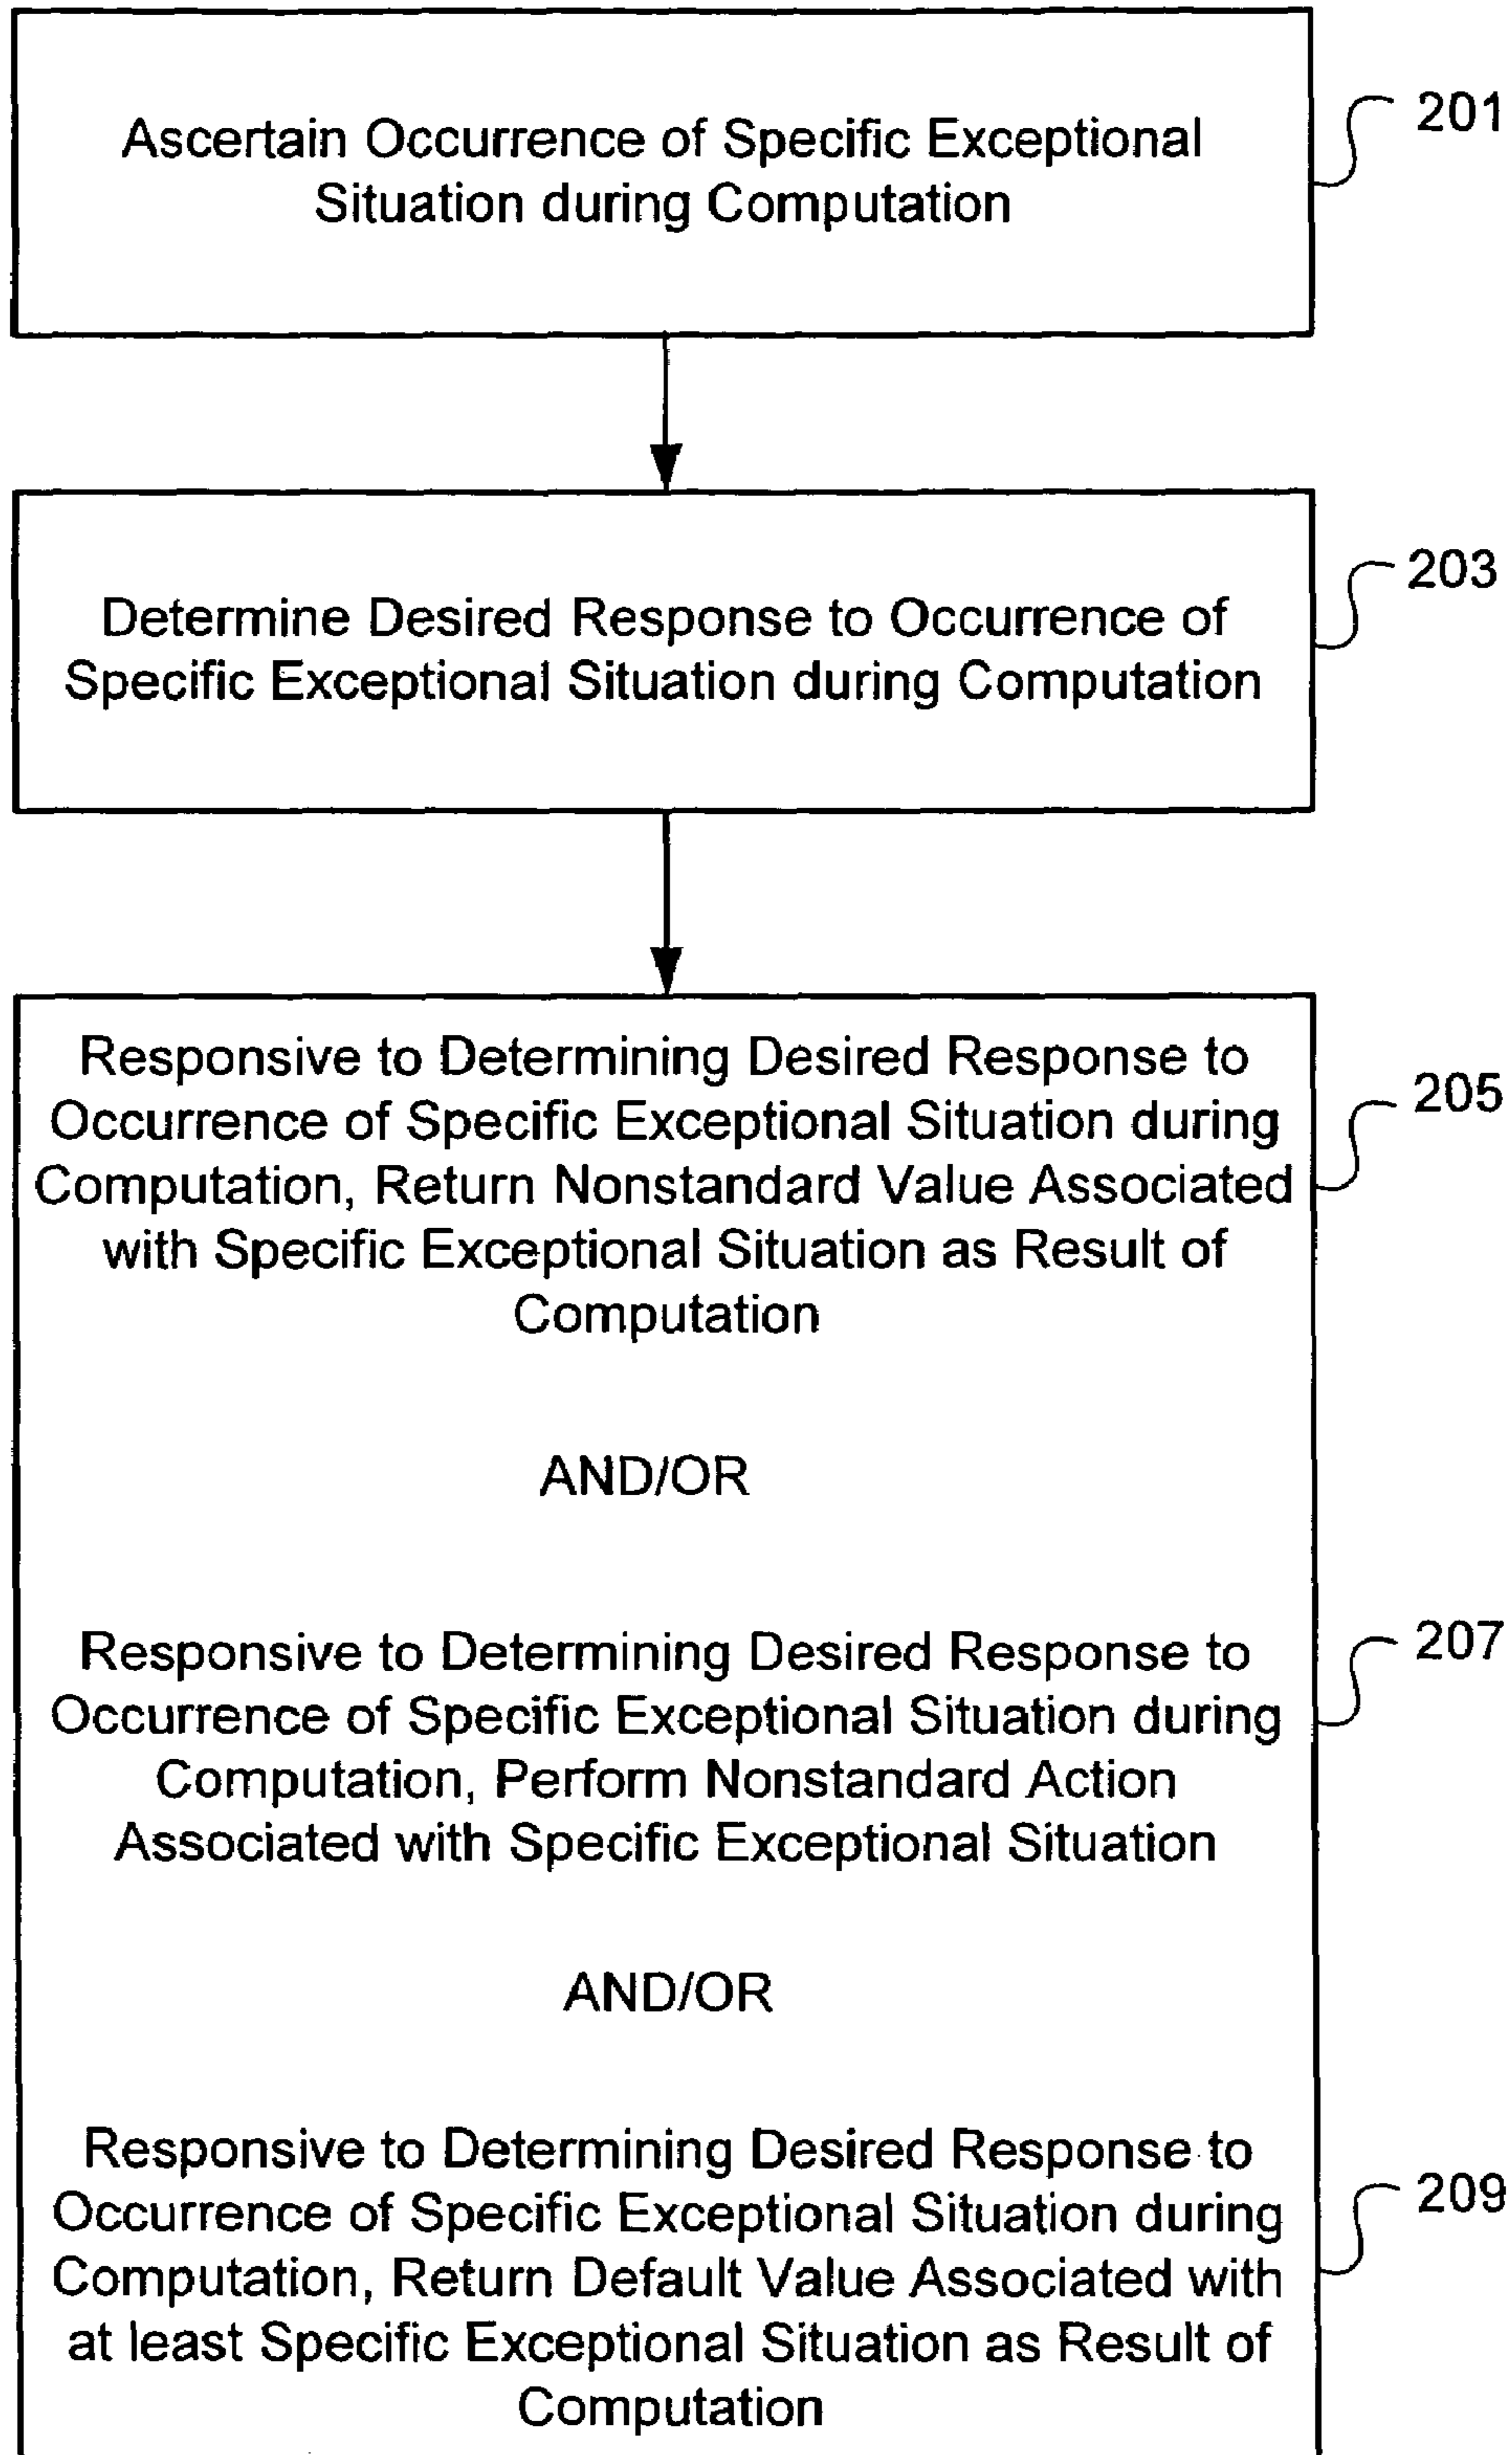 Ascertain Occurrence of Specific Exceptional
Situation during Computation
201
Determine Desired Response to Occurrence of
Specific Exceptional Situation during Computation
203
Responsive to Determining Desired Response to
Occurrence of Specific Exceptional Situation during
Computation, Return Nonstandard Value Associated
with Specific Exceptional Situation as Result of
Computation
205
AND/OR
Responsive to Determining Desired Response to
Occurrence of Specific Exceptional Situation during
Computation, Perform Nonstandard Action
Associated with Specific Exceptional Situation
207
AND/OR
Responsive to Determining Desired Response to
Occurrence of Specific Exceptional Situation during
Computation, Return Default Value Associated with
at least Specific Exceptional Situation as Result of
Computation
209